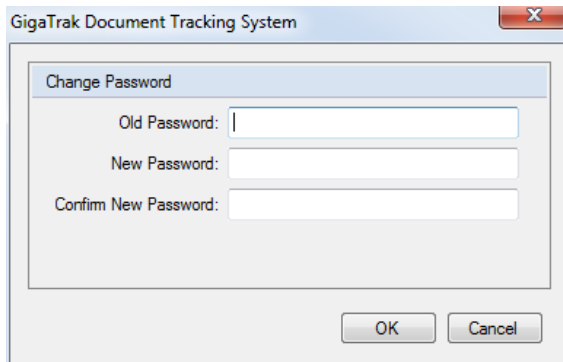 GigaTrak Document Tracking System
Change Password
Old Password:
New Password:
Confirm New Password:
OK Cancel